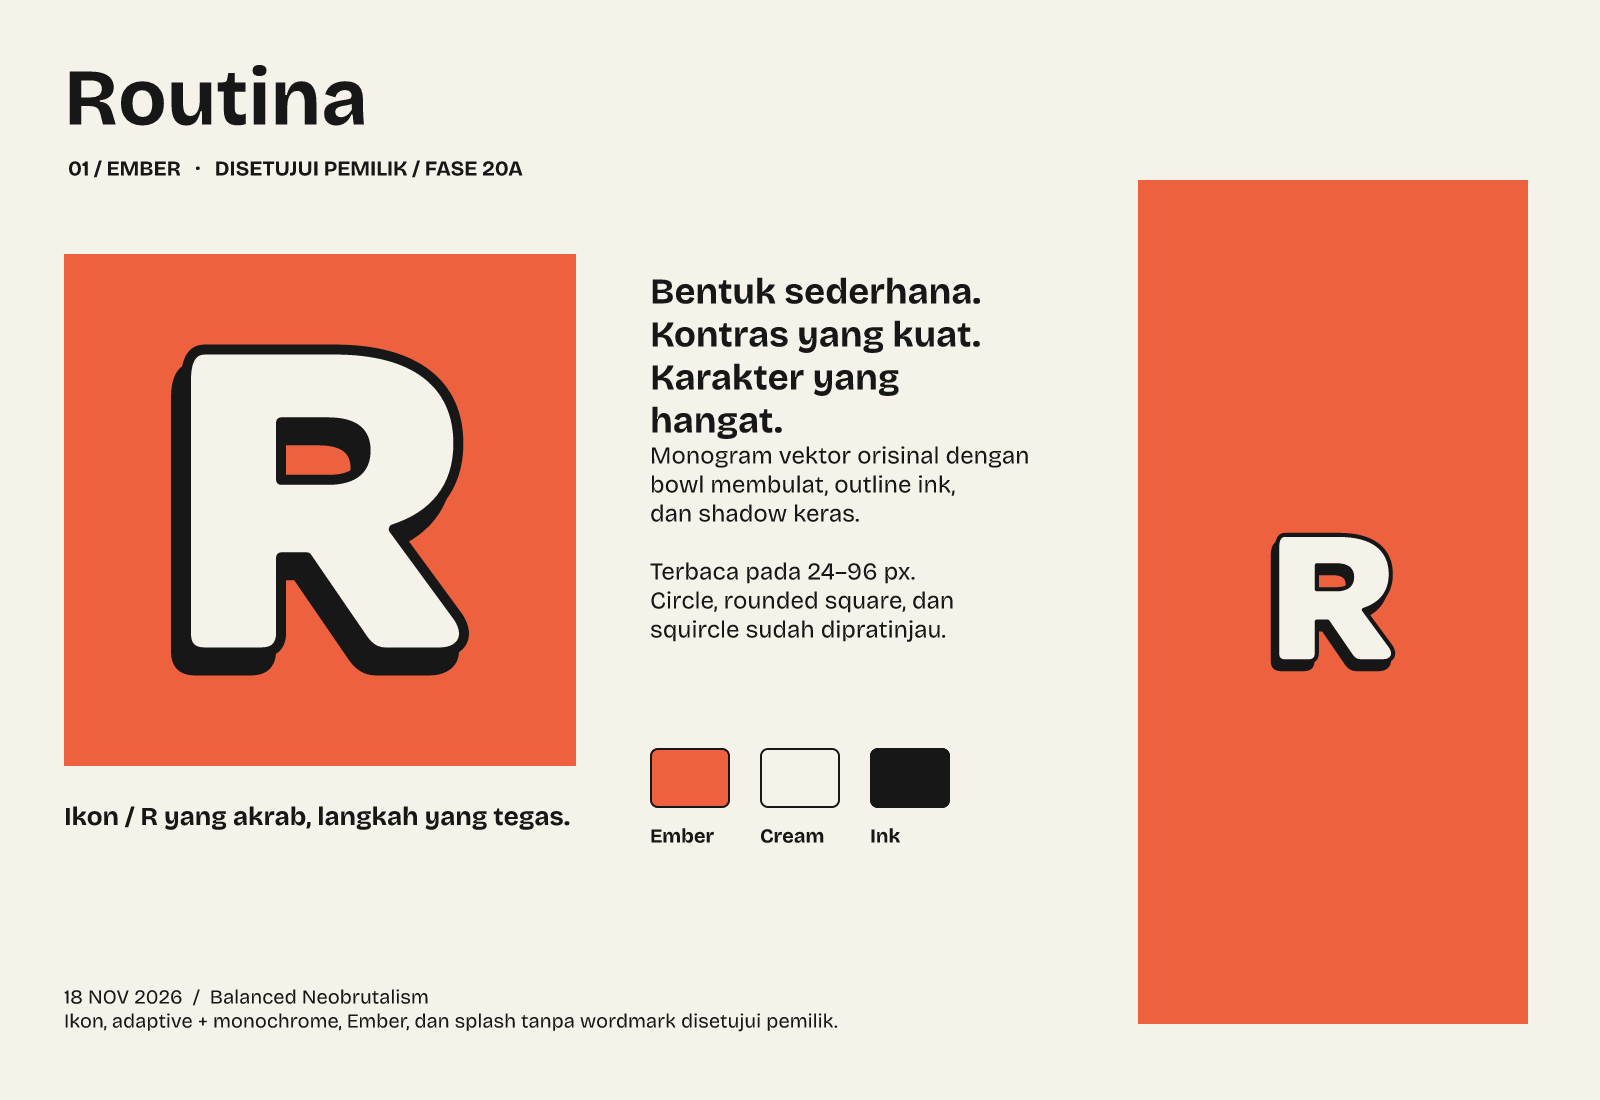 Routina
01 / EMBER · DISETUJUI PEMILIK / FASE 20A
R
Ikon / R yang akrab, langkah yang tegas.
Bentuk sederhana.
Kontras yang kuat.
Karakter yang
hangat.
Monogram vektor orisinal dengan
bowl membulat, outline ink,
dan shadow keras.
Terbaca pada 24–96 px.
Circle, rounded square, dan
squircle sudah dipratinjau.
Ember
Cream
Ink
R
18 NOV 2026 / Balanced Neobrutalism
Ikon, adaptive + monochrome, Ember, dan splash tanpa wordmark disetujui pemilik.